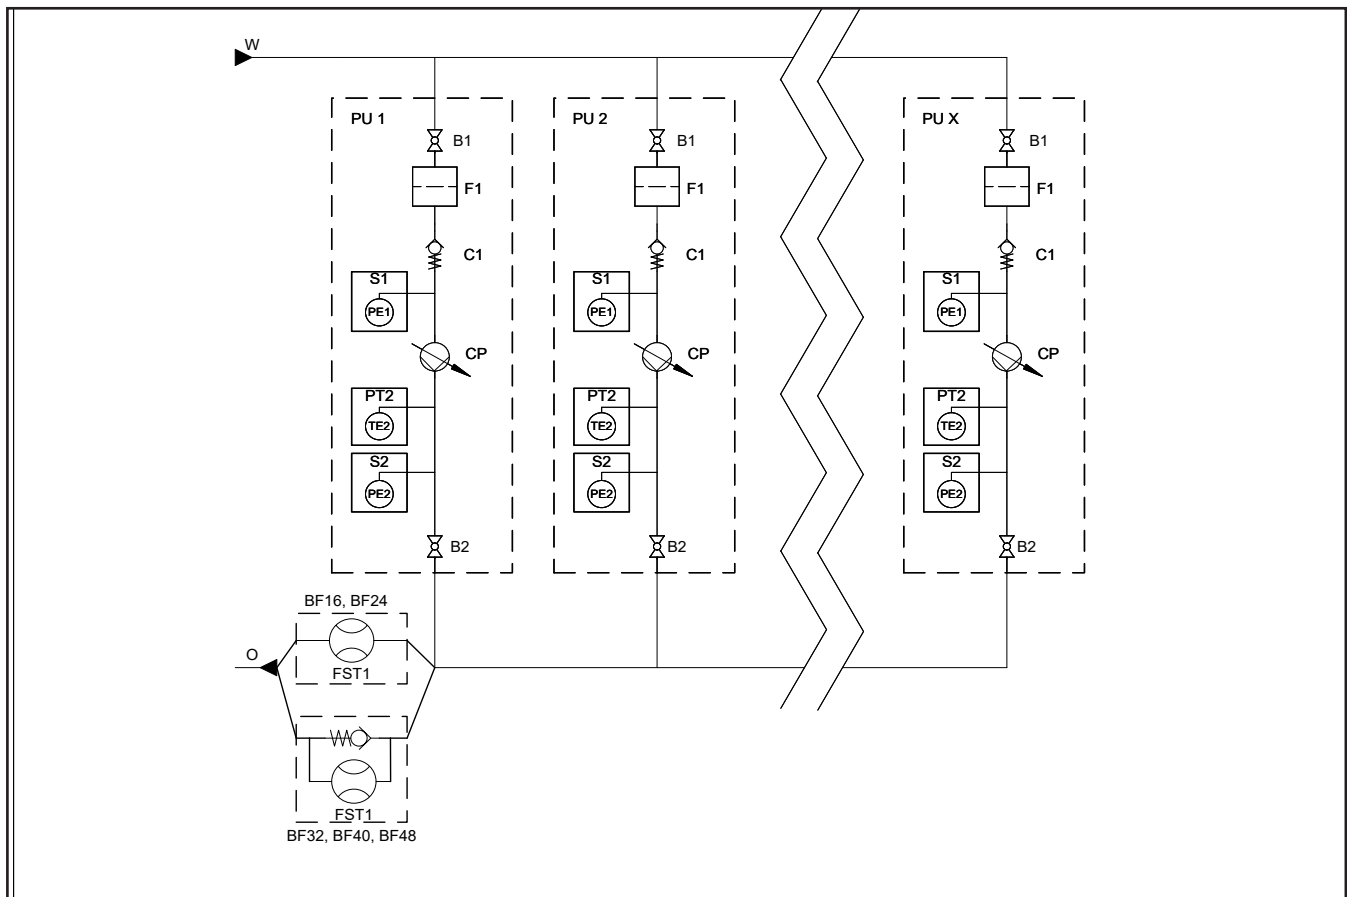 W
PU 1
B1
F1
C1
S1
PE1
CP
PT2
TE2
S2
PE2
B2
PU 2
B1
F1
C1
S1
PE1
CP
PT2
TE2
S2
PE2
B2
PU X
B1
F1
C1
S1
PE1
CP
PT2
TE2
S2
PE2
B2
BF16, BF24
O
FST1
FST1
BF32, BF40, BF48